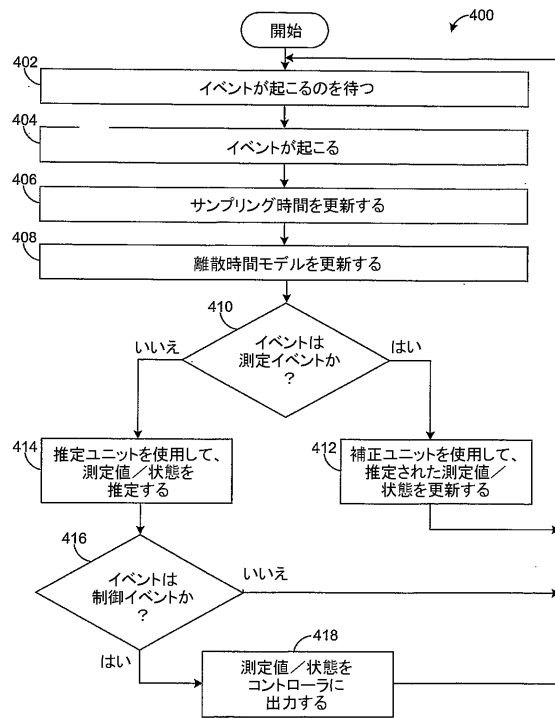 開始
400
402
イベントが起こるのを待つ
404
イベントが起こる
406
サンプリング時間を更新する
408
離散時間モデルを更新する
410
イベントは
測定イベントか
?
いいえ
はい
414
推定ユニットを使用して、
測定値/状態を
推定する
412
補正ユニットを使用して、
推定された測定値/
状態を更新する
416
イベントは
制御イベントか
?
いいえ
はい
418
測定値/状態を
コントローラに
出力する